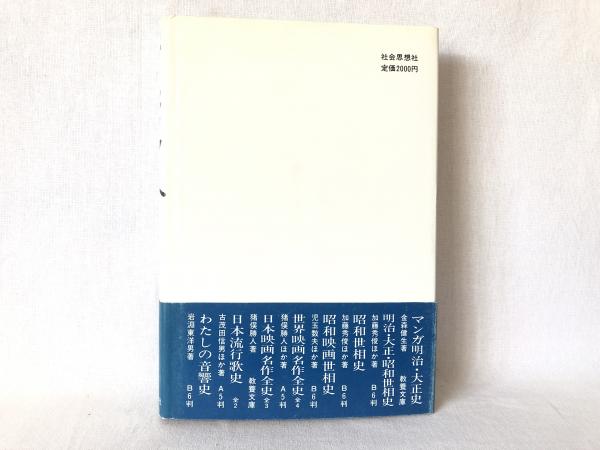 社会思想社
定価2000円
マンガ明治・大正史
金森健生著 教養文庫
明治・大正・昭和世相史
加藤秀俊ほか著 B6判
昭和世相史
加藤秀俊ほか著 B6判
昭和映画世相史
児玉数夫ほか著 B6判
世界映画名作全史 全4
猪俣勝人ほか著 A5判
日本映画名作全史 全3
猪俣勝人著 教養文庫
日本流行歌史 全2
古茂田信男ほか著 A5判
わたしの音響史
岩淵東洋男著 B6判